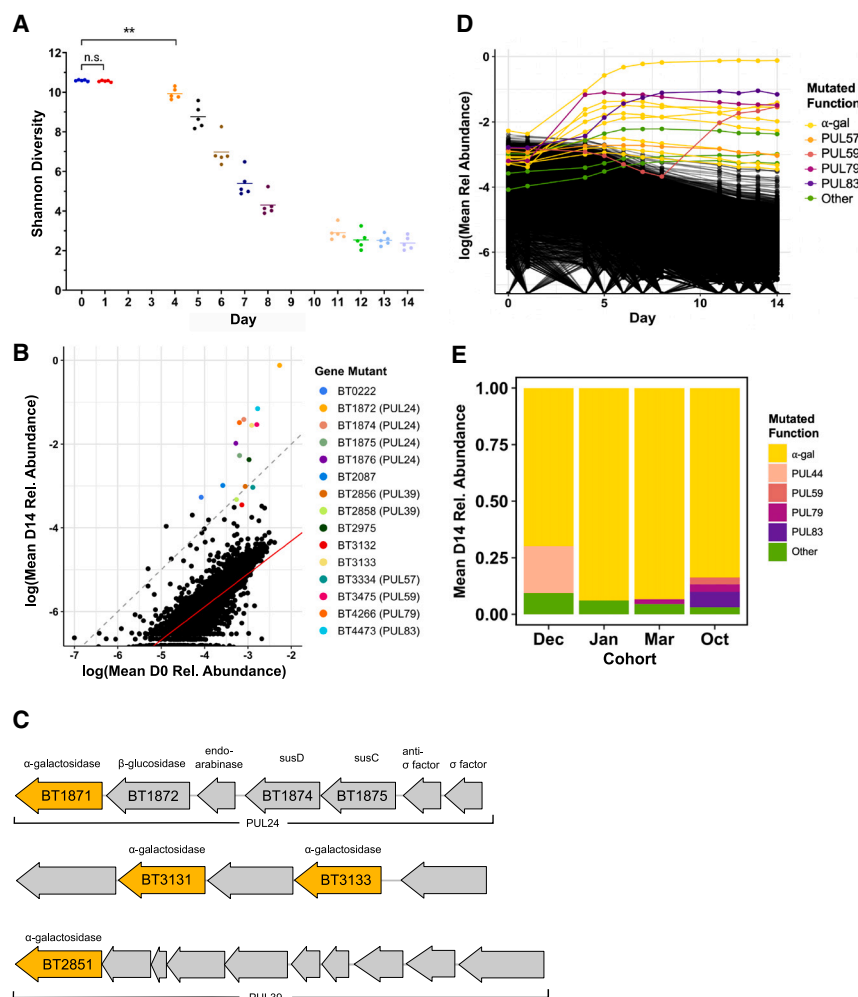 A
**
n.s.
Shannon Diversity
12
10
8
6
4
2
0
0 1 2 3 4 5 6 7 8 9 10 11 12 13 14
Day
B
log(Mean D14 Rel. Abundance)
0
-2
-4
-6
-7 -6 -5 -4 -3 -2
log(Mean D0 Rel. Abundance)
Gene Mutant
BT0222
BT1872 (PUL24)
BT1874 (PUL24)
BT1875 (PUL24)
BT1876 (PUL24)
BT2087
BT2856 (PUL39)
BT2858 (PUL39)
BT2975
BT3132
BT3133
BT3334 (PUL57)
BT3475 (PUL59)
BT4266 (PUL79)
BT4473 (PUL83)
C
α-galactosidase β-glucosidase endo-arabinase susD susC anti-σ factor σ factor
BT1871 BT1872 BT1874 BT1875
PUL24
α-galactosidase α-galactosidase
BT3131 BT3133
α-galactosidase
BT2851
D
log(Mean Rel Abundance)
0
-2
-4
-6
0 5 10 14
Day
Mutated
Function
α-gal
PUL57
PUL59
PUL79
PUL83
Other
E
Mean D14 Rel. Abundance
1.00
0.75
0.50
0.25
0.00
Dec Jan Mar Oct
Cohort
Mutated
Function
α-gal
PUL44
PUL59
PUL79
PUL83
Other